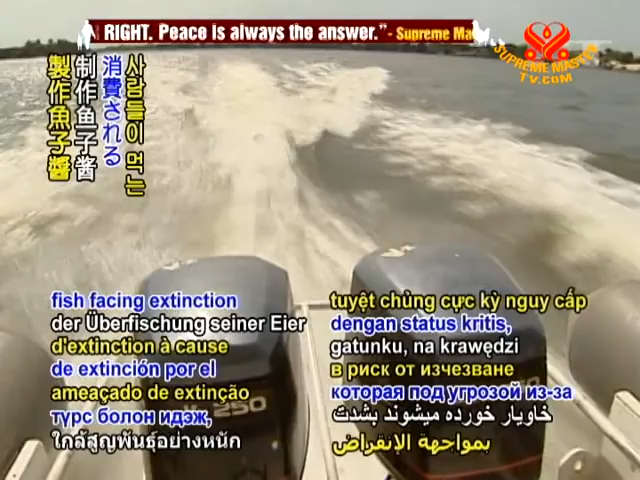 RIGHT. Peace is always the answer." - Supreme Ma
SUPREME MASTER
TV.COM
사람들이 먹는
消費される
制作鱼子酱
製作魚子醬
fish facing extinction
der Überfischung seiner Eier
d'extinction à cause
de extinción por el
ameaçado de extinção
түрс болон идэж,
ใกล้สูญพันธุ์อย่างหนัก
tuyệt chủng cực kỳ nguy cấp
dengan status kritis,
gatunku, na krawędzi
в риск от изчезване
которая под угрозой из-за
خاويار خورده ميشوند بشدت
بمواجهة الإنقراض
250